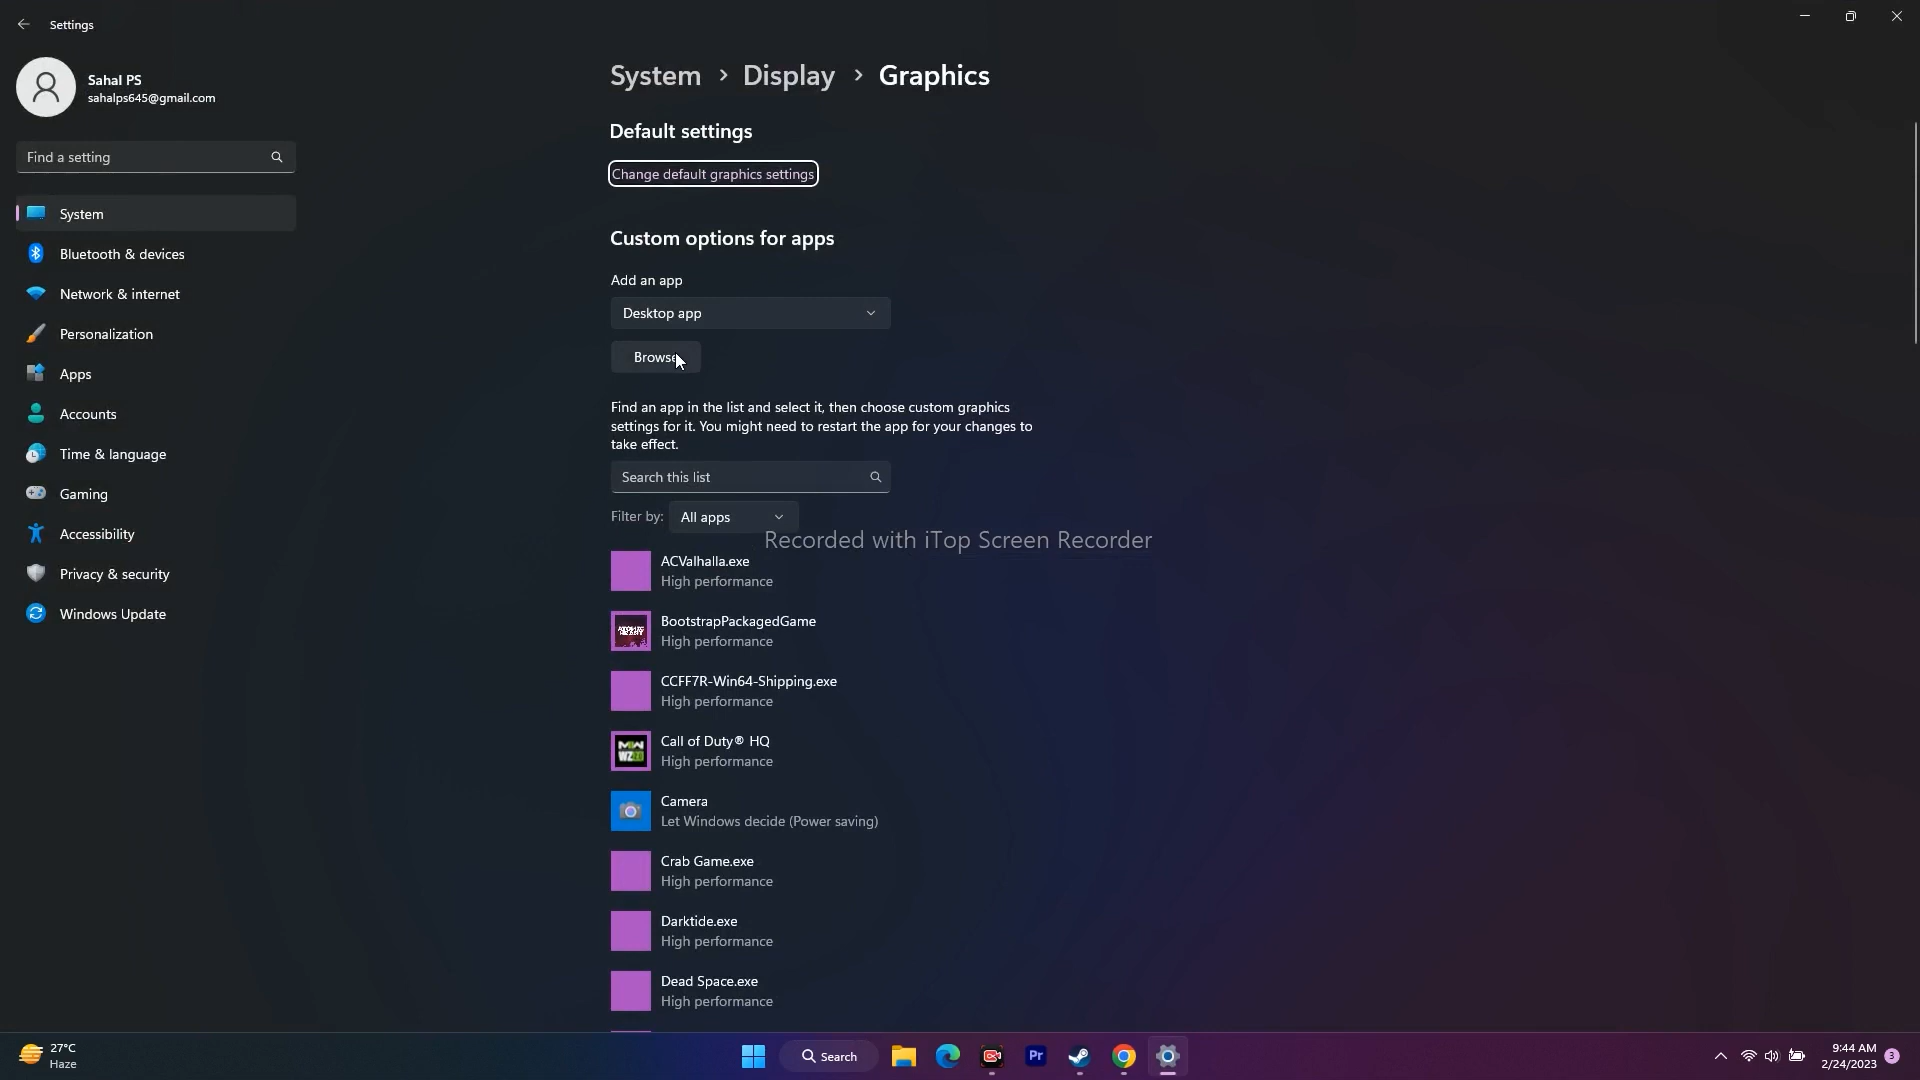 Settings
Sahal PS
sahalps645@gmail.com
Find a setting
System
Bluetooth & devices
Network & internet
Personalization
Apps
Accounts
Time & language
Gaming
Accessibility
Privacy & security
Windows Update
System > Display > Graphics
Default settings
Change default graphics settings
Custom options for apps
Add an app
Desktop app
Browse
Find an app in the list and select it, then choose custom graphics
settings for it. You might need to restart the app for your changes to
take effect.
Search this list
Filter by: All apps
Recorded with iTop Screen Recorder
ACValhalla.exe
High performance
BootstrapPackagedGame
High performance
CCFF7R-Win64-Shipping.exe
High performance
Call of Duty® HQ
High performance
Camera
Let Windows decide (Power saving)
Crab Game.exe
High performance
Darktide.exe
High performance
Dead Space.exe
High performance
27°C
Haze
Search
Pr
9:44 AM
2/24/2023
3